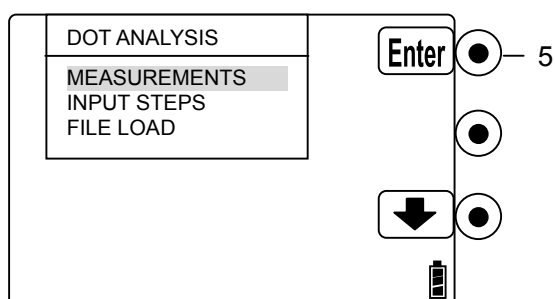 DOT ANALYSIS
Enter
5
MEASUREMENTS
INPUT STEPS
FILE LOAD